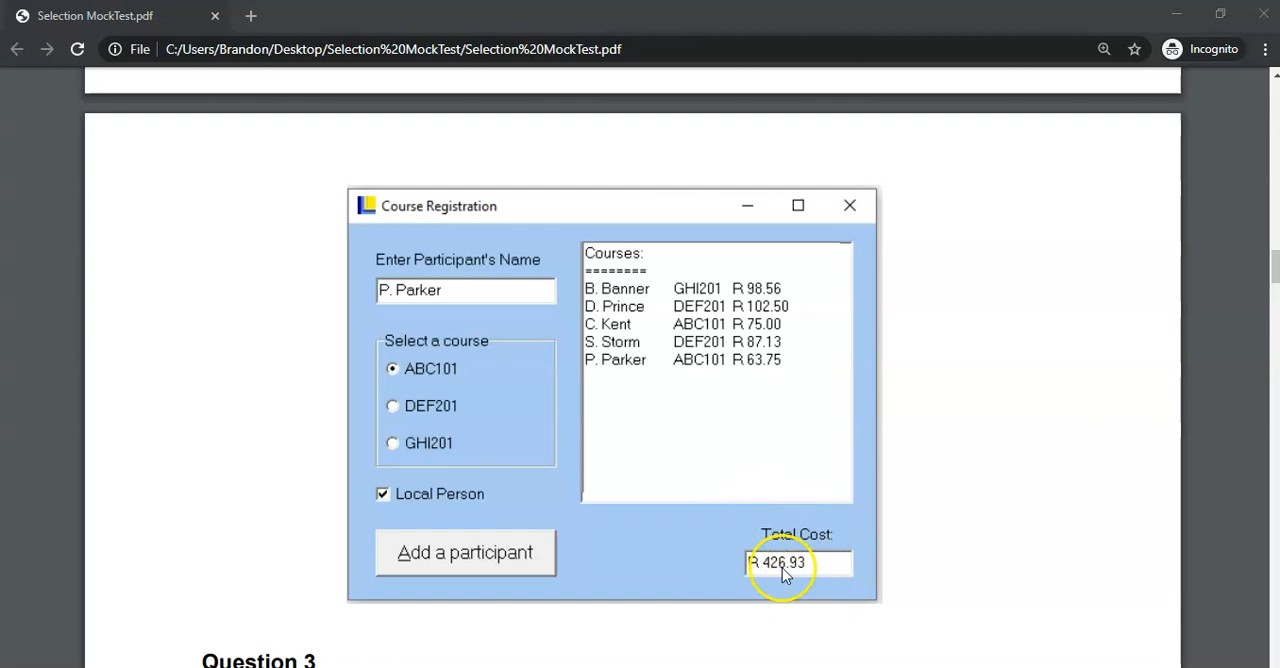 Selection MockTest.pdf
File C:/Users/Brandon/Desktop/Selection%20MockTest/Selection%20MockTest.pdf Incognito
Course Registration
Enter Participant's Name
P. Parker
Select a course
ABC101
DEF201
GHI201
Local Person
Add a participant
Courses:
========
B. Banner GHI201 R 98.56
D. Prince DEF201 R 102.50
C. Kent ABC101 R 75.00
S. Storm DEF201 R 87.13
P. Parker ABC101 R 63.75
Total Cost:
R 426.93
Question 3